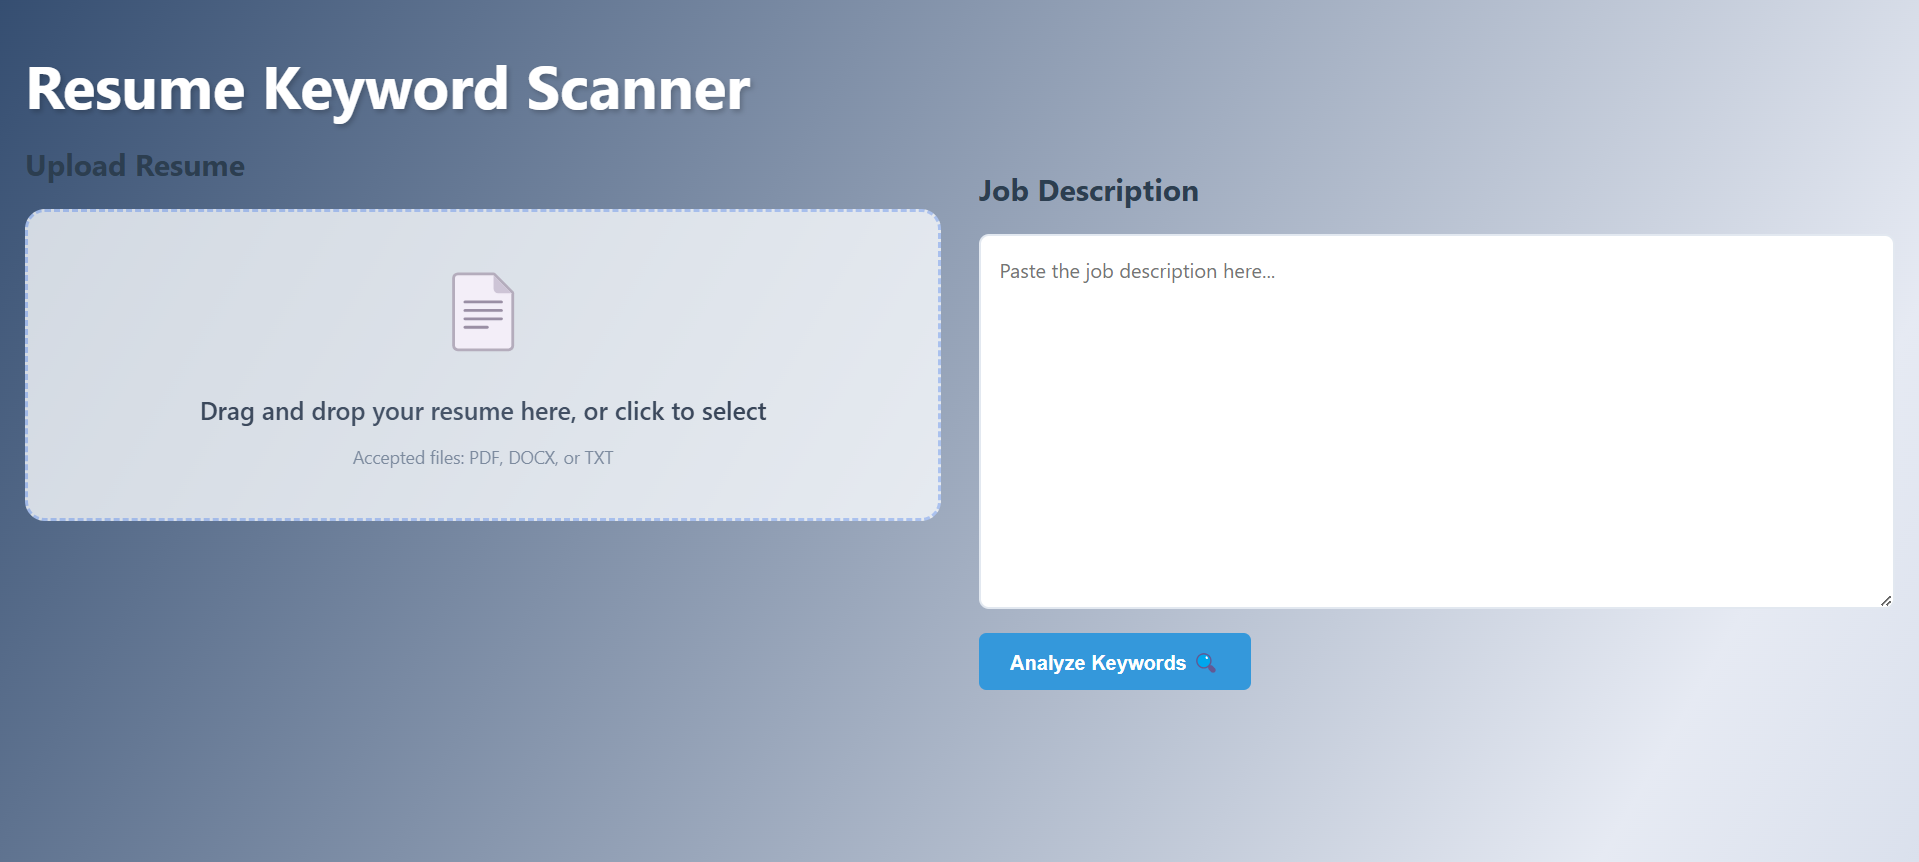 Resume Keyword Scanner
Upload Resume
Drag and drop your resume here, or click to select
Accepted files: PDF, DOCX, or TXT
Job Description
Paste the job description here...
Analyze Keywords 🔍